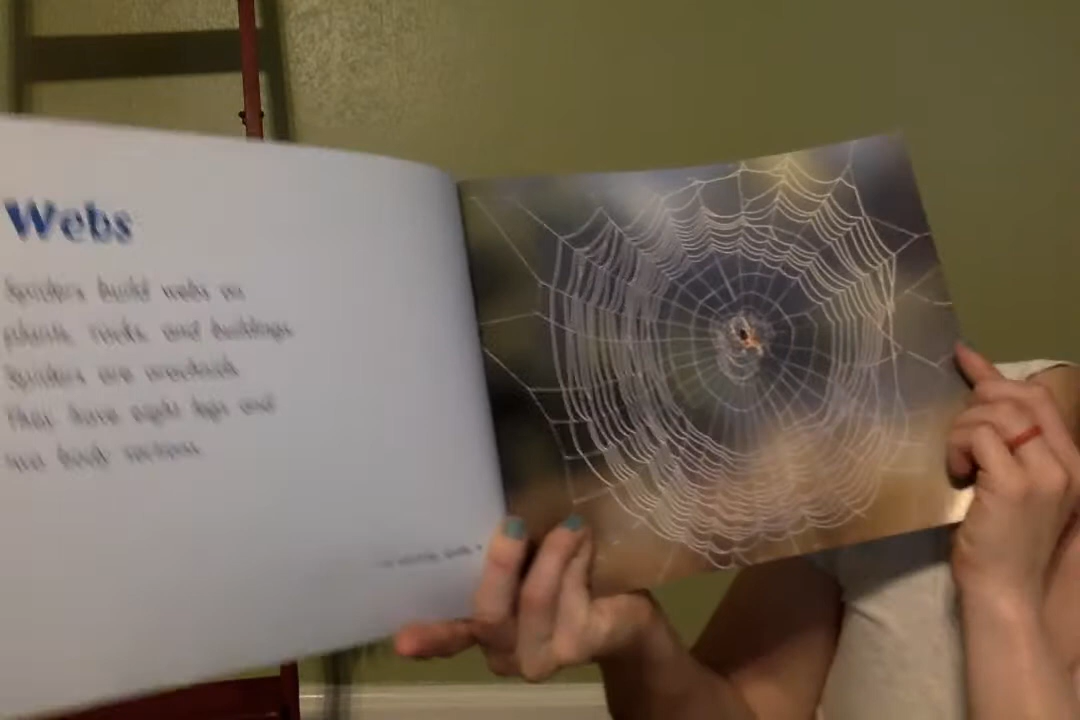 Webs
Spiders build webs on
plants, rocks, and buildings.
Spiders are arachnids.
They have eight legs and
two body sections.